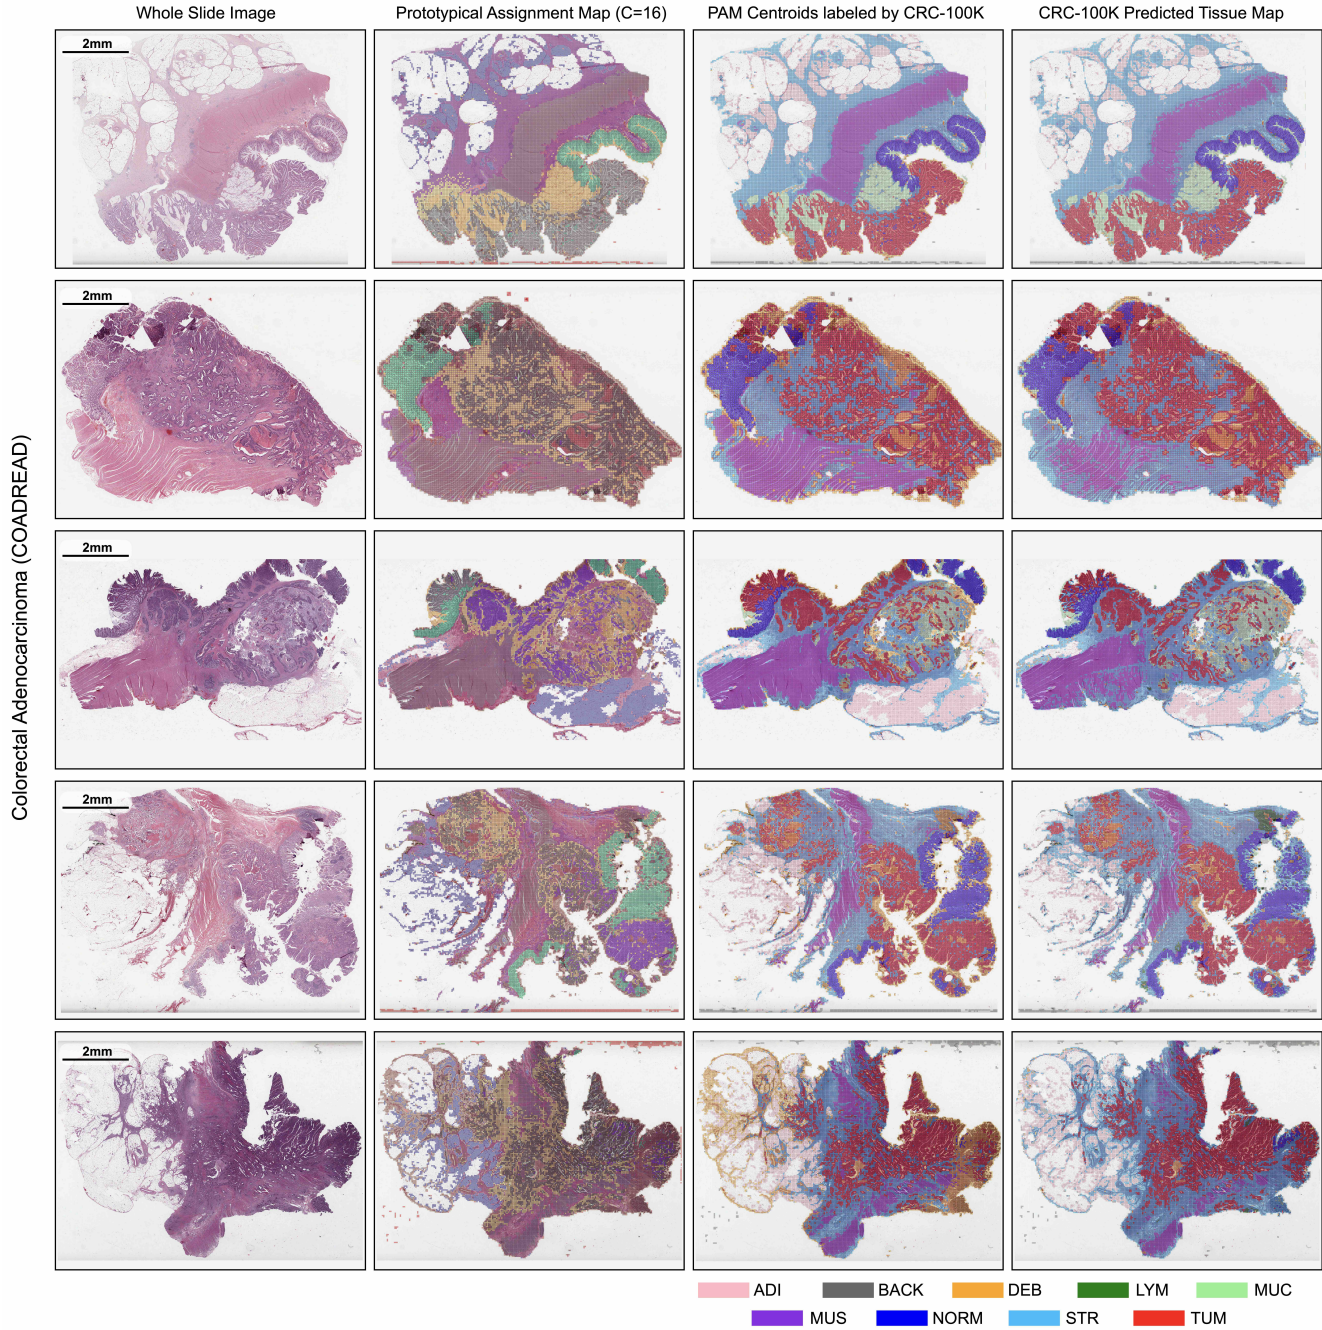 Whole Slide Image
Prototypical Assignment Map (C=16)
PAM Centroids labeled by CRC-100K
CRC-100K Predicted Tissue Map
Colorectal Adenocarcinoma (COADREAD)
2mm
2mm
2mm
2mm
2mm
ADI
BACK
DEB
LYM
MUC
MUS
NORM
STR
TUM